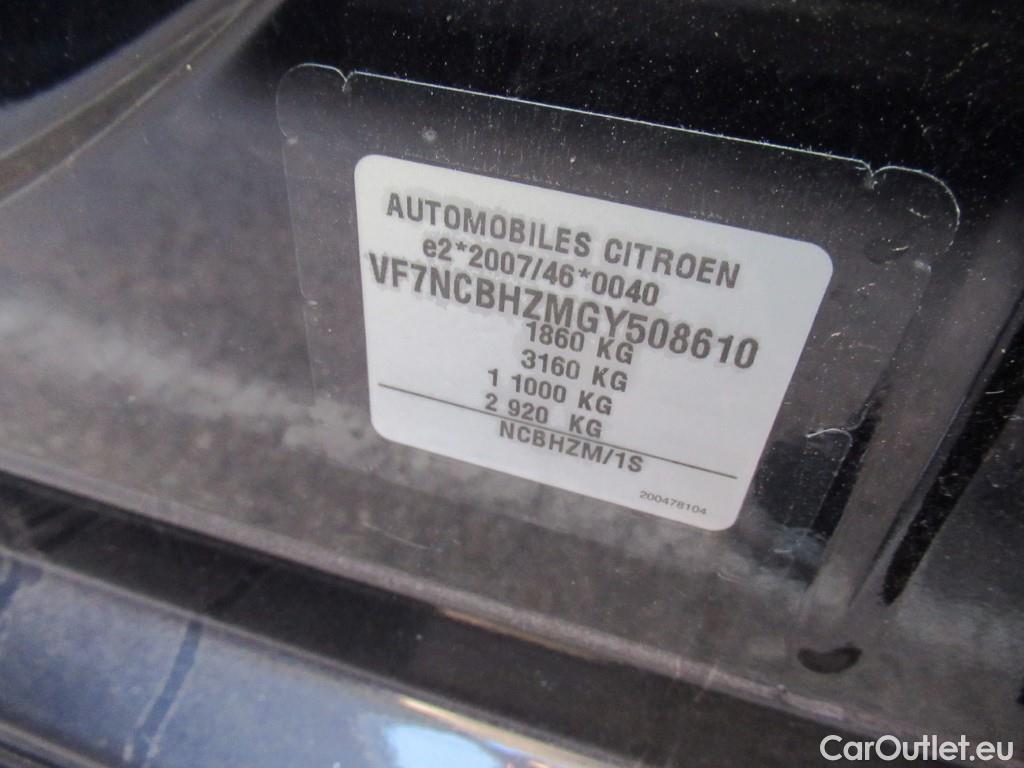 AUTOMOBILES CITROEN
e2*2007/46*0040
VF7NCBHZMGY508610
1860 KG
3160 KG
1 1000 KG
2 920 KG
NCBHZM/1S
200478104
CarOutlet.eu